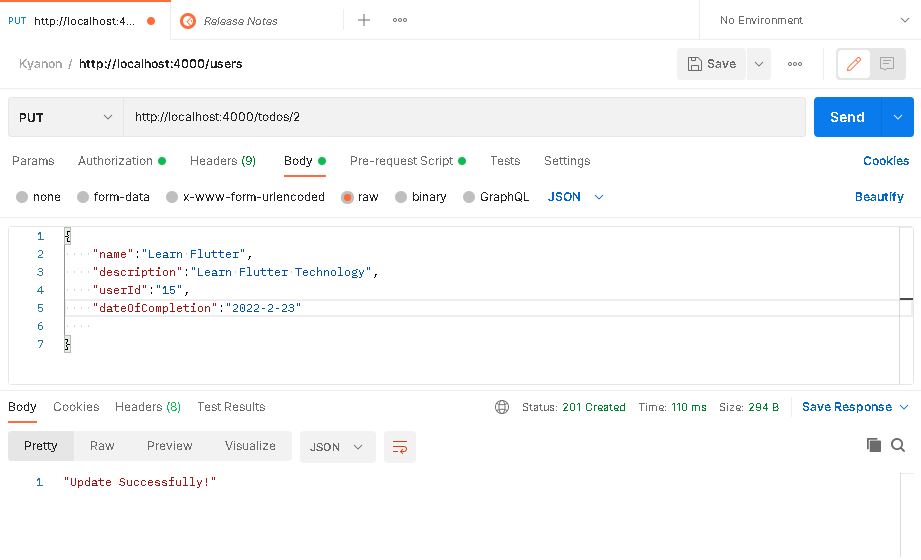 PUT http://localhost:4... Release Notes No Environment
Kyanon / http://localhost:4000/users Save
PUT http://localhost:4000/todos/2 Send
Params Authorization Headers (9) Body Pre-request Script Tests Settings Cookies
none form-data x-www-form-urlencoded raw binary GraphQL JSON Beautify
1 {
2 "name":"Learn Flutter",
3 "description":"Learn Flutter Technology",
4 "userId":"15",
5 "dateOfCompletion":"2022-2-23"
6
7 }
Body Cookies Headers (8) Test Results Status: 201 Created Time: 110 ms Size: 294 B Save Response
Pretty Raw Preview Visualize JSON
1 "Update Successfully!"